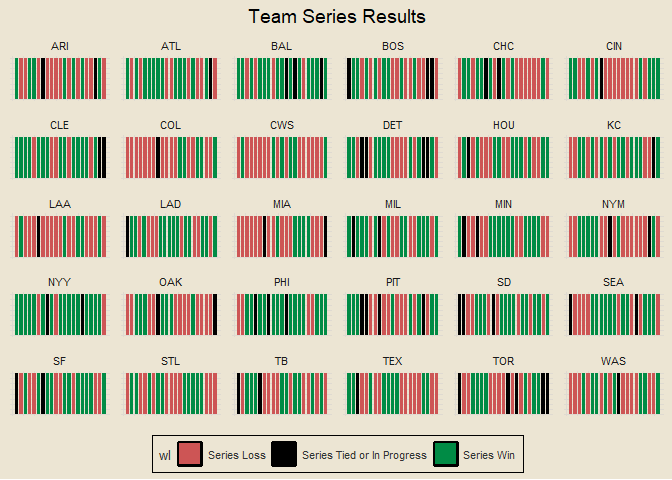 Team Series Results
ARI ATL BAL BOS CHC CIN
CLE COL CWS DET HOU KC
LAA LAD MIA MIL MIN NYM
NYY OAK PHI PIT SD SEA
SF STL TB TEX TOR WAS
wl Series Loss Series Tied or In Progress Series Win